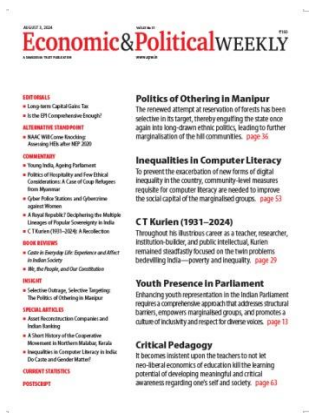 AUGUST 3, 2024
Economic&PoliticalWEEKLY
A SAMEEKSHA TRUST PUBLICATION
www.epw.in
EDITORIALS
Long-term Capital Gains Tax
Is the EPI Comprehensive Enough?
ALTERNATIVE STANDPOINT
NAAC Will Come Knocking:
Assessing HEIs after NEP 2020
COMMENTARY
Young India, Ageing Parliament
Politics of Hospitality and Few Ethical
Considerations: A Case of Coup Refugees
from Myanmar
Cyber Police Stations and Cybercrime
against Women
A Royal Republic? Deciphering the Multiple
Lineages of Popular Sovereignty in India
C T Kurien (1931–2024): A Recollection
BOOK REVIEWS
Caste in Everyday Life: Experience and Affect
in Indian Society
We, the People, and Our Constitution
INSIGHT
Selective Outrage, Selective Targeting:
The Politics of Othering in Manipur
SPECIAL ARTICLES
Asset Reconstruction Companies and
Indian Banking
A Short History of the Cooperative
Movement in Northern Malabar, Kerala
Inequalities in Computer Literacy in India:
Do Caste and Gender Matter?
CURRENT STATISTICS
POSTSCRIPT
Politics of Othering in Manipur
The renewed attempt at reservation of forests has been
selective in its target, thereby engulfing the state once
again into long-drawn ethnic politics, leading to further
marginalisation of the hill communities. page 36
Inequalities in Computer Literacy
To prevent the exacerbation of new forms of digital
inequality in the country, community-level measures
requisite for computer literacy are needed to improve
the social capital of the marginalised groups. page 53
C T Kurien (1931–2024)
Throughout his illustrious career as a teacher, researcher,
institution-builder, and public intellectual, Kurien
remained steadfastly focused on the twin problems
bedevilling India—poverty and inequality. page 29
Youth Presence in Parliament
Enhancing youth representation in the Indian Parliament
requires a comprehensive approach that addresses structural
barriers, empowers marginalised groups, and promotes a
culture of inclusivity and respect for diverse voices. page 13
Critical Pedagogy
It becomes insistent upon the teachers to not let
neo-liberal economies of education kill the learning
potential of developing meaningful and critical
awareness regarding one's self and society. page 63